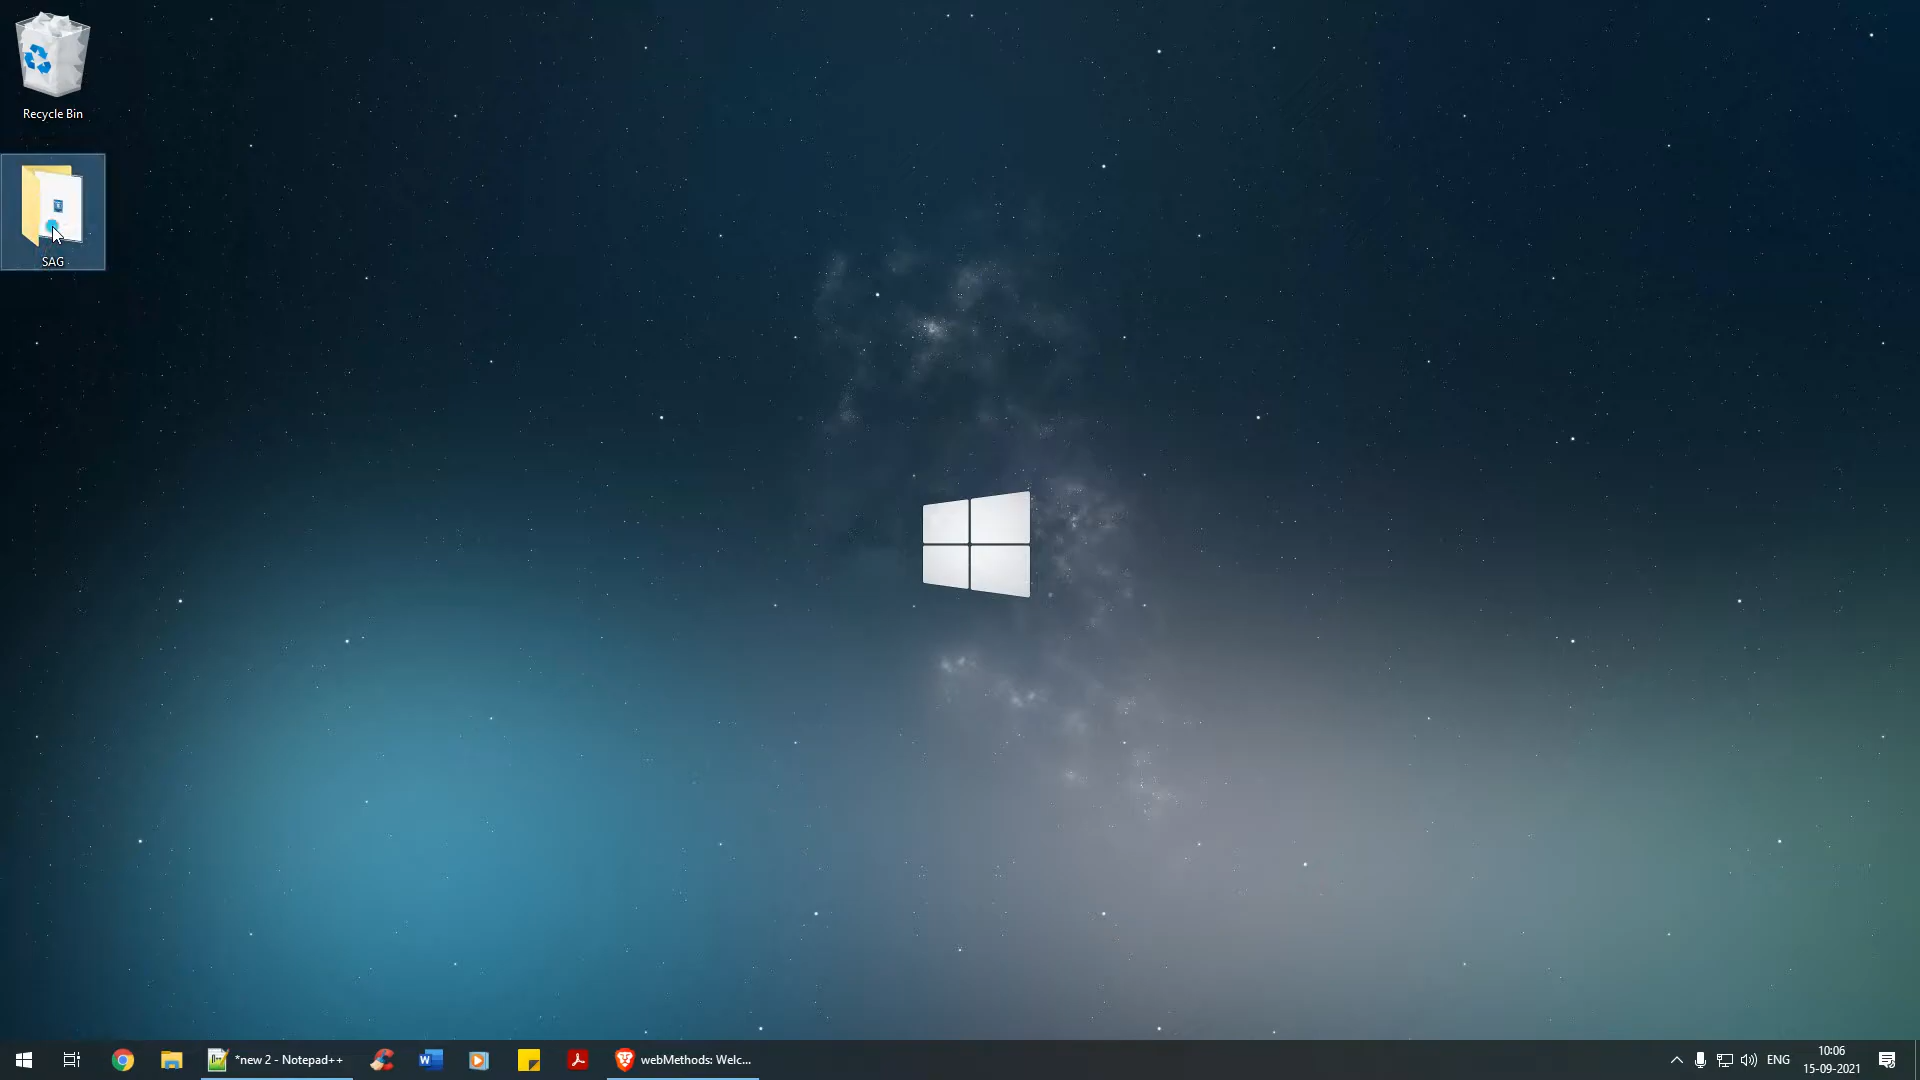 Recycle Bin
SAG
*new 2 - Notepad++
webMethods: Welc...
ENG
10:06
15-09-2021